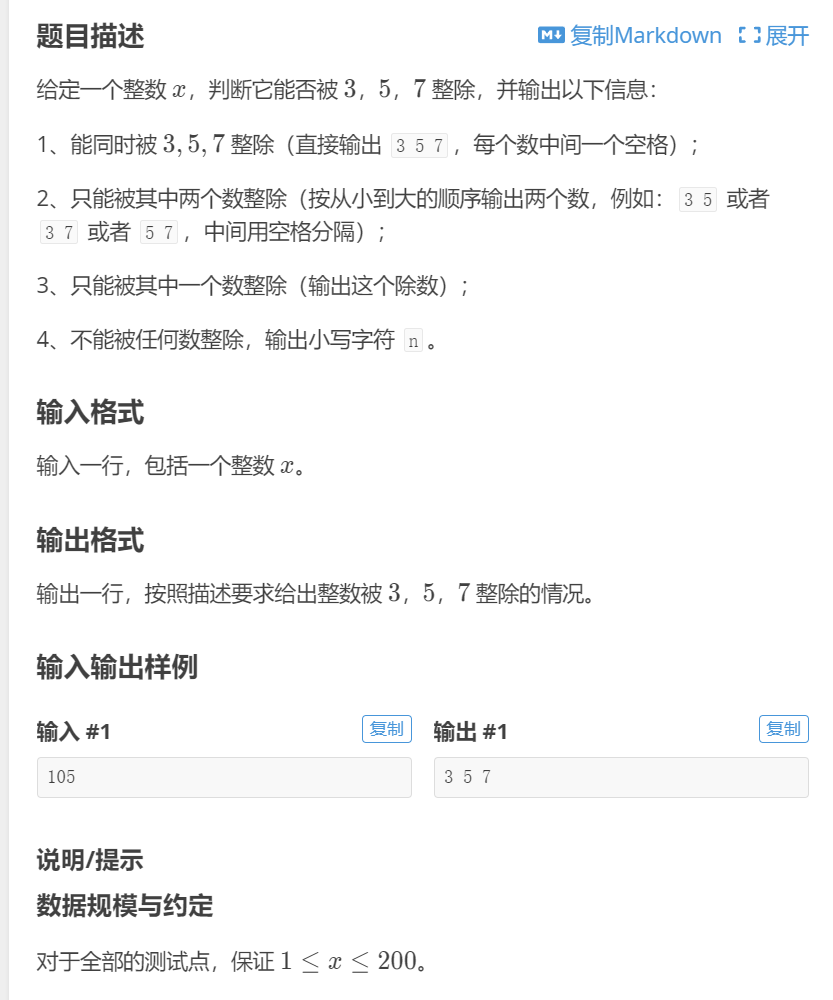 题目描述
复制Markdown 展开
给定一个整数 x，判断它能否被 3，5，7 整除，并输出以下信息：
1、能同时被 3,5,7 整除（直接输出 3 5 7，每个数中间一个空格）；
2、只能被其中两个数整除（按从小到大的顺序输出两个数，例如： 3 5 或者
3 7 或者 5 7，中间用空格分隔）；
3、只能被其中一个数整除（输出这个除数）；
4、不能被任何数整除，输出小写字符 n。
输入格式
输入一行，包括一个整数 x。
输出格式
输出一行，按照描述要求给出整数被 3，5，7 整除的情况。
输入输出样例
输入 #1 复制 输出 #1 复制
105 3 5 7
说明/提示
数据规模与约定
对于全部的测试点，保证 1 ≤ x ≤ 200。